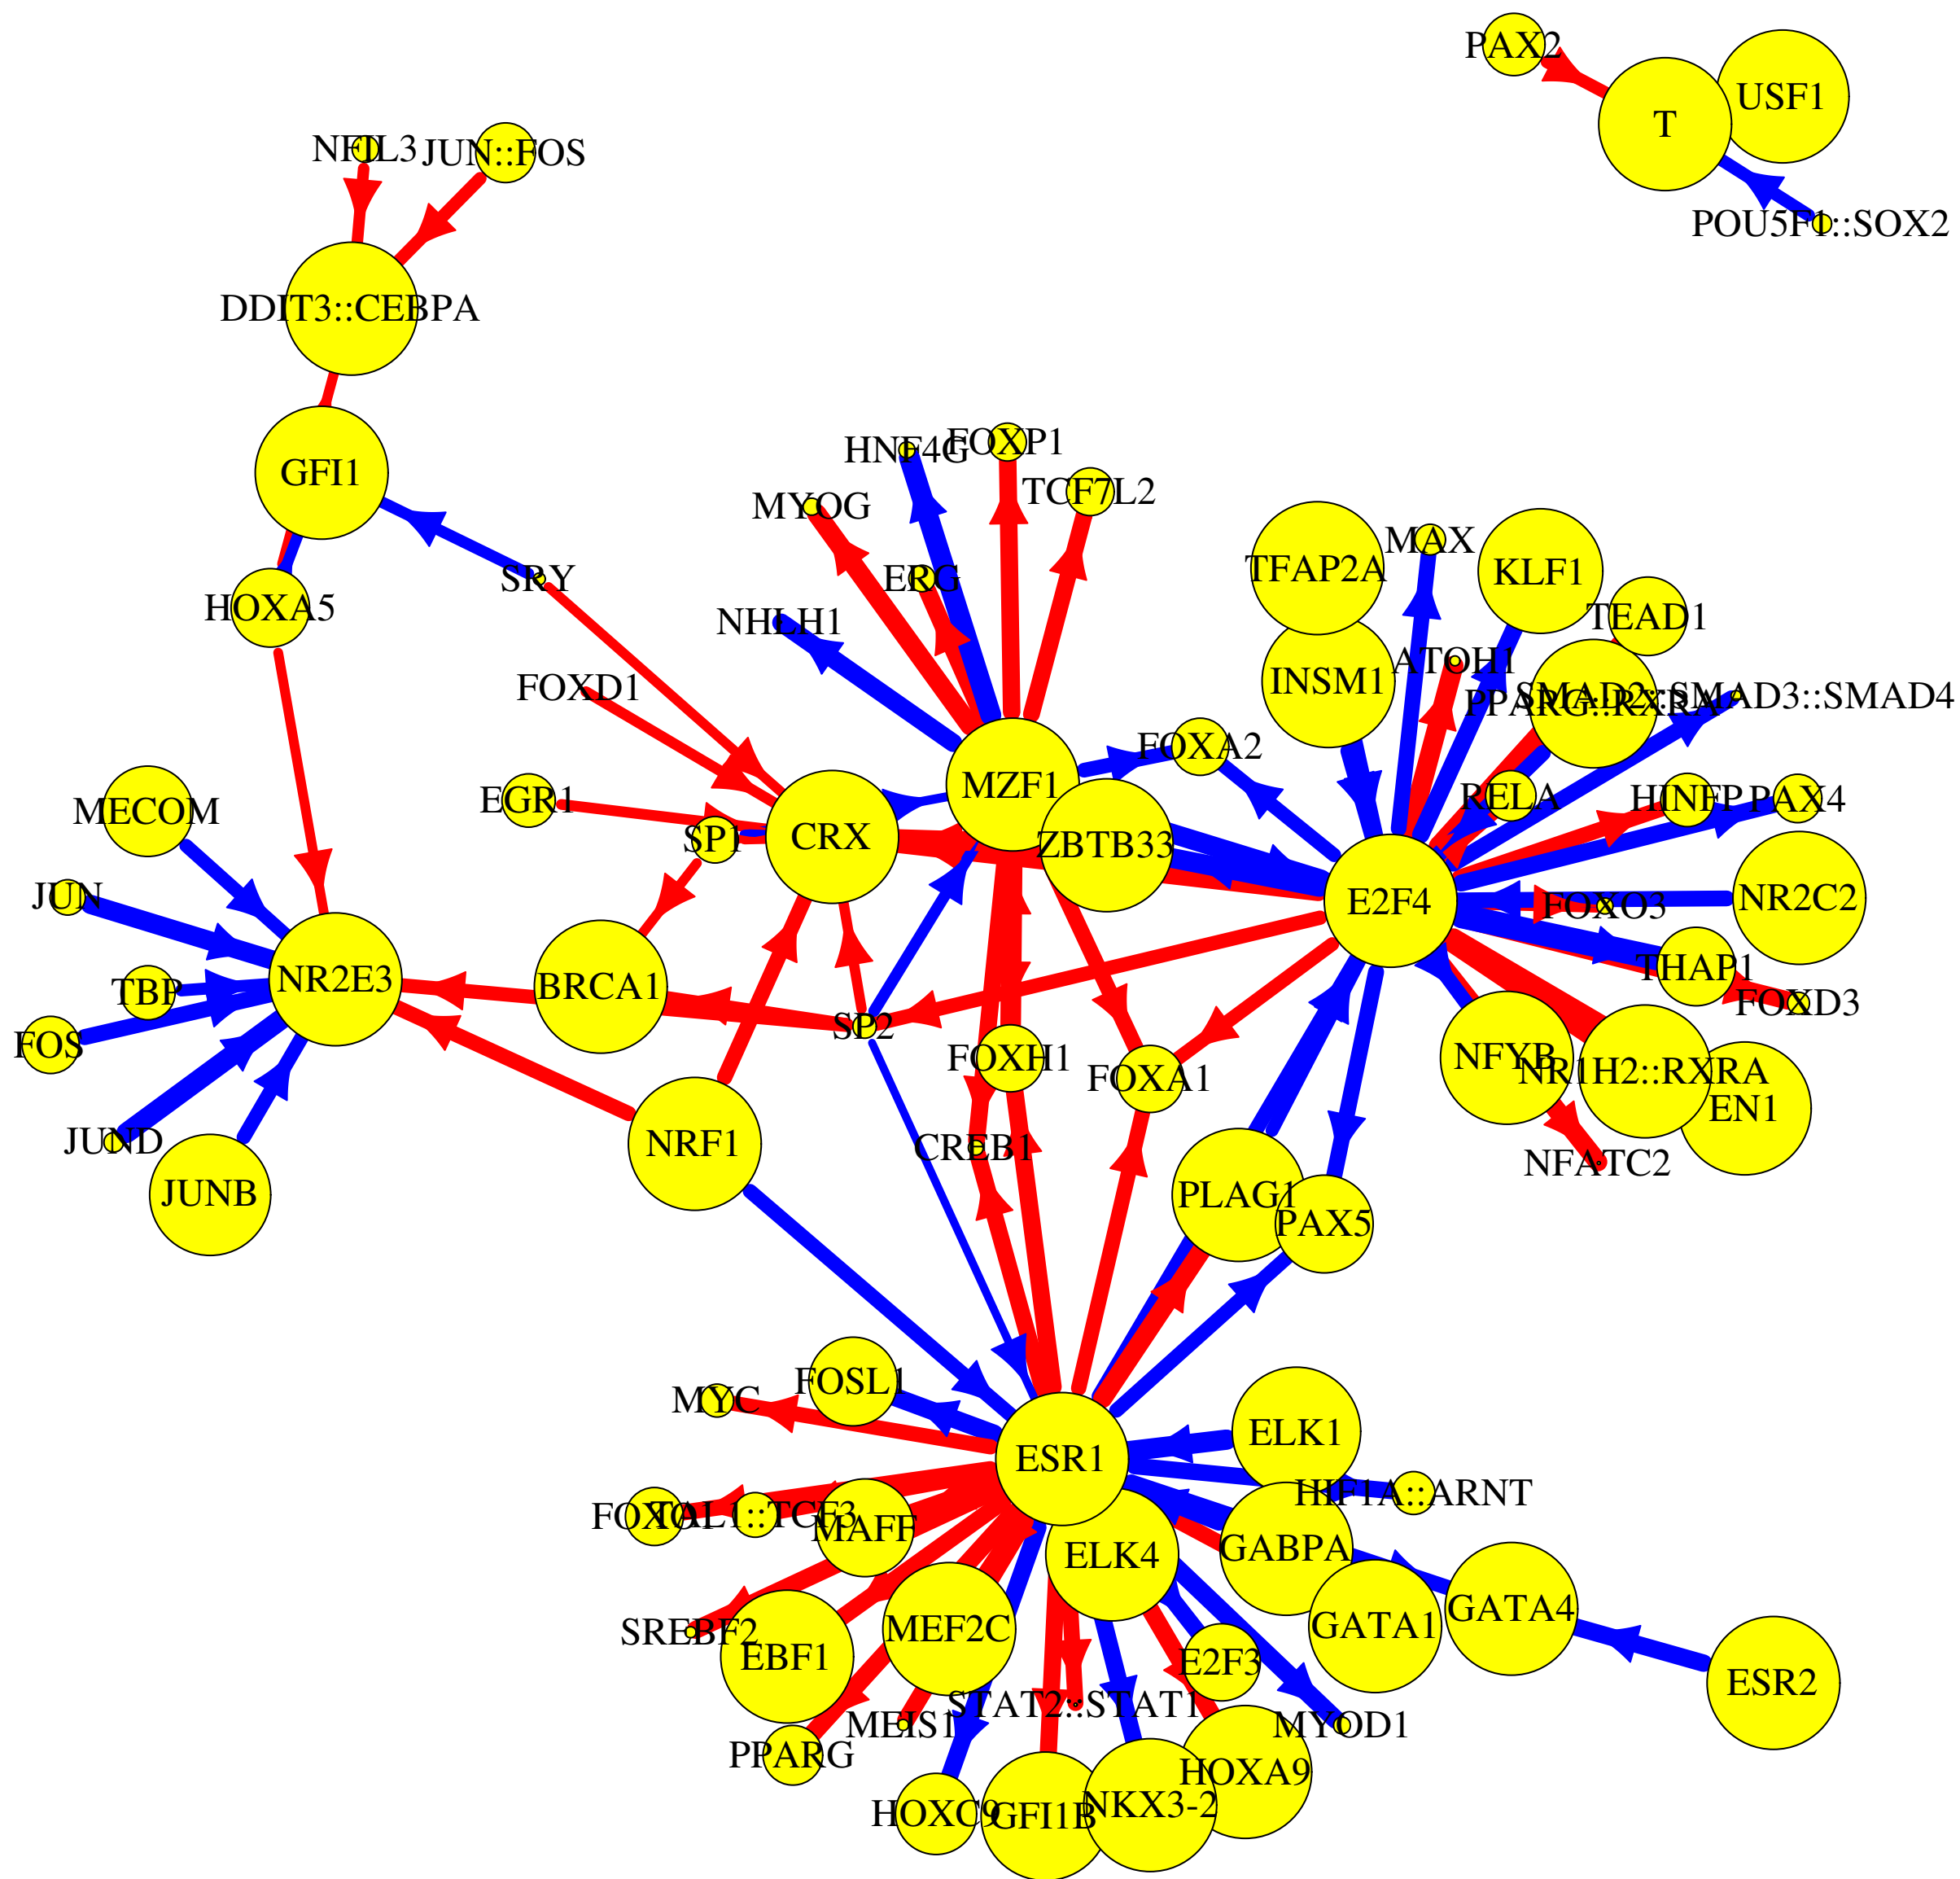 PAX2
USF1
T
NFIL3
JUN::FOS
POU5F1::SOX2
DDIT3::CEBPA
GFI1
HNF4G
FOXP1
TCF7L2
MYOG
MAX
KLF1
TFAP2A
SRY
ERG
HOXA5
NHLH1
TEAD1
ATOH1
INSM1
FOXD1
SMAD2::SMAD3::SMAD4
PPARG::RXRA
FOXA2
MZF1
EGR1
RELA
HINFP
PAX4
MECOM
SP1
CRX
ZBTB33
JUN
E2F4
FOXO3
NR2C2
THAP1
NR2E3
BRCA1
TBP
FOXD3
SP2
FOS
FOXH1
FOXA1
NFYB
NR1H2::RXRA
EN1
JUND
NRF1
CREB1
NFATC2
JUNB
PLAG1
PAX5
FOSL1
MYC
ELK1
ESR1
HIF1A::ARNT
FOXO1
TAL1::TCF3
MAFF
GABPA
ELK4
GATA4
GATA1
SREBF2
MEF2C
EBF1
E2F3
ESR2
STAT2::STAT1
MEIS1
MYOD1
PPARG
HOXA9
HOXC9
GFI1B
NKX3-2